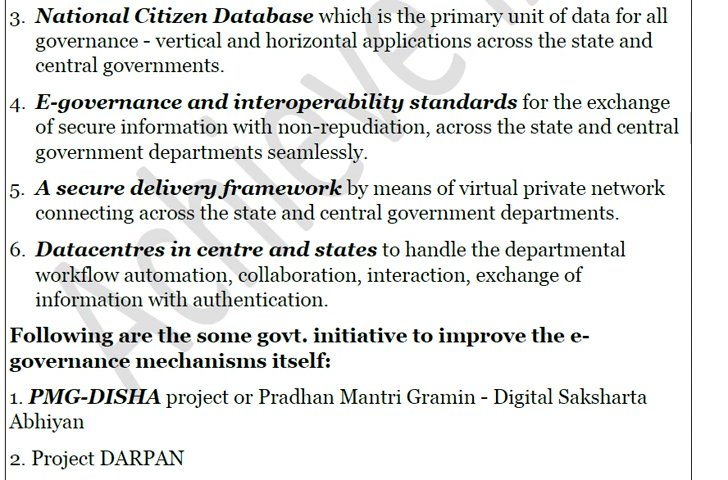 3. National Citizen Database which is the primary unit of data for all
governance - vertical and horizontal applications across the state and
central governments.
4. E-governance and interoperability standards for the exchange
of secure information with non-repudiation, across the state and central
government departments seamlessly.
5. A secure delivery framework by means of virtual private network
connecting across the state and central government departments.
6. Datacentres in centre and states to handle the departmental
workflow automation, collaboration, interaction, exchange of
information with authentication.
Following are the some govt. initiative to improve the e-
governance mechanisms itself:
1. PMG-DISHA project or Pradhan Mantri Gramin - Digital Saksharta
Abhiyan
2. Project DARPAN
Achieve